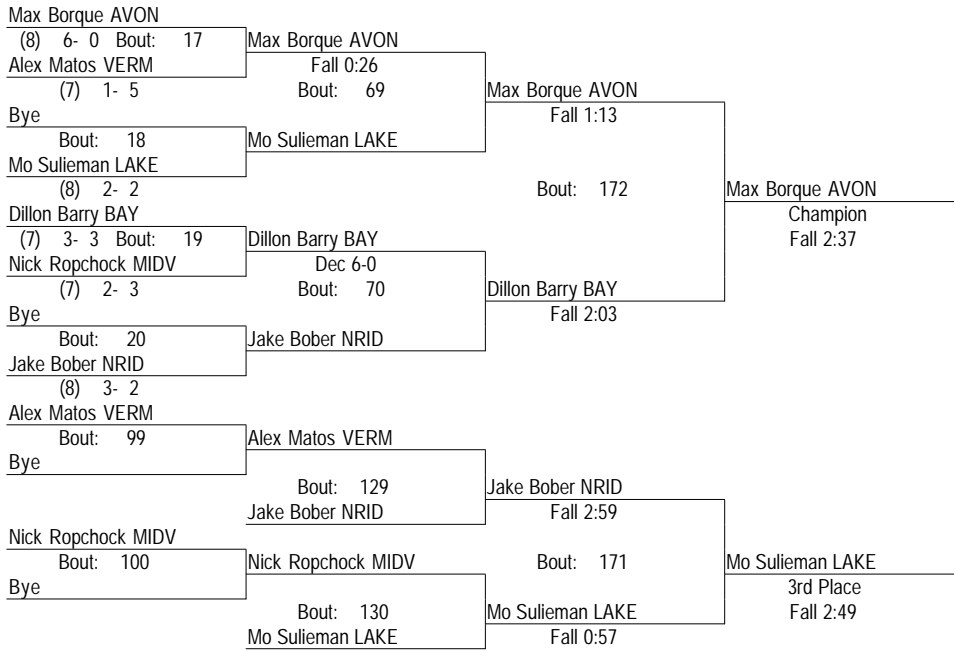 Max Borque AVON
(8) 6- 0 Bout: 17 Max Borque AVON
Alex Matos VERM Fall 0:26
(7) 1- 5 Bout: 69 Max Borque AVON
Bye Fall 1:13
Bout: 18 Mo Sulieman LAKE
Mo Sulieman LAKE
(8) 2- 2 Bout: 172 Max Borque AVON
Dillon Barry BAY Champion
(7) 3- 3 Bout: 19 Dillon Barry BAY Fall 2:37
Nick Ropchock MIDV Dec 6-0
(7) 2- 3 Bout: 70 Dillon Barry BAY
Bye Fall 2:03
Bout: 20 Jake Bober NRID
Jake Bober NRID
(8) 3- 2
Alex Matos VERM
Bout: 99 Alex Matos VERM
Bye
Bout: 129 Jake Bober NRID
Jake Bober NRID Fall 2:59
Nick Ropchock MIDV
Bout: 100 Nick Ropchock MIDV Bout: 171 Mo Sulieman LAKE
Bye 3rd Place
Bout: 130 Mo Sulieman LAKE Fall 2:49
Mo Sulieman LAKE Fall 0:57